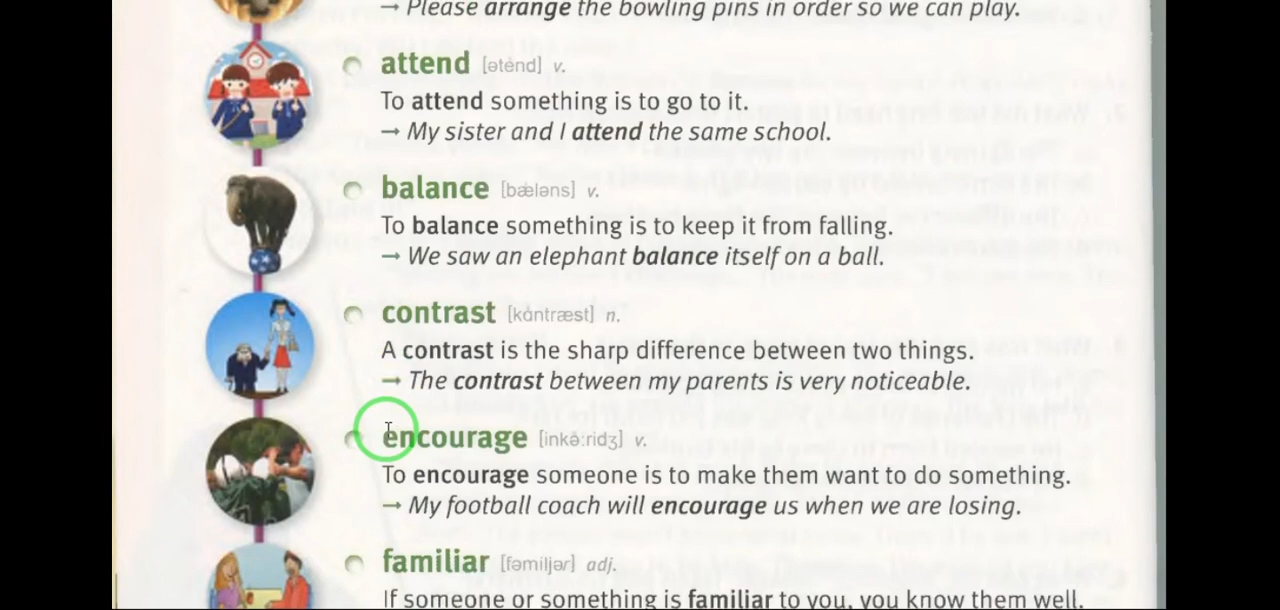 → Please arrange the bowling pins in order so we can play.
attend [əténd] v.
To attend something is to go to it.
→ My sister and I attend the same school.
balance [bǽləns] v.
To balance something is to keep it from falling.
→ We saw an elephant balance itself on a ball.
contrast [kántræst] n.
A contrast is the sharp difference between two things.
→ The contrast between my parents is very noticeable.
encourage [inkə́:ridʒ] v.
To encourage someone is to make them want to do something.
→ My football coach will encourage us when we are losing.
familiar [fəmíljər] adj.
If someone or something is familiar to you, you know them well.